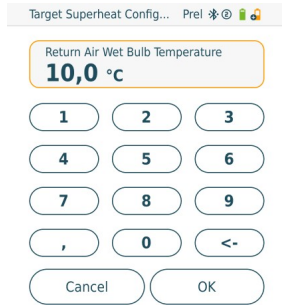 Target Superheat Config... Prel 2
Return Air Wet Bulb Temperature
10,0 °C
1 2 3
4 5 6
7 8 9
, 0 <-
Cancel OK